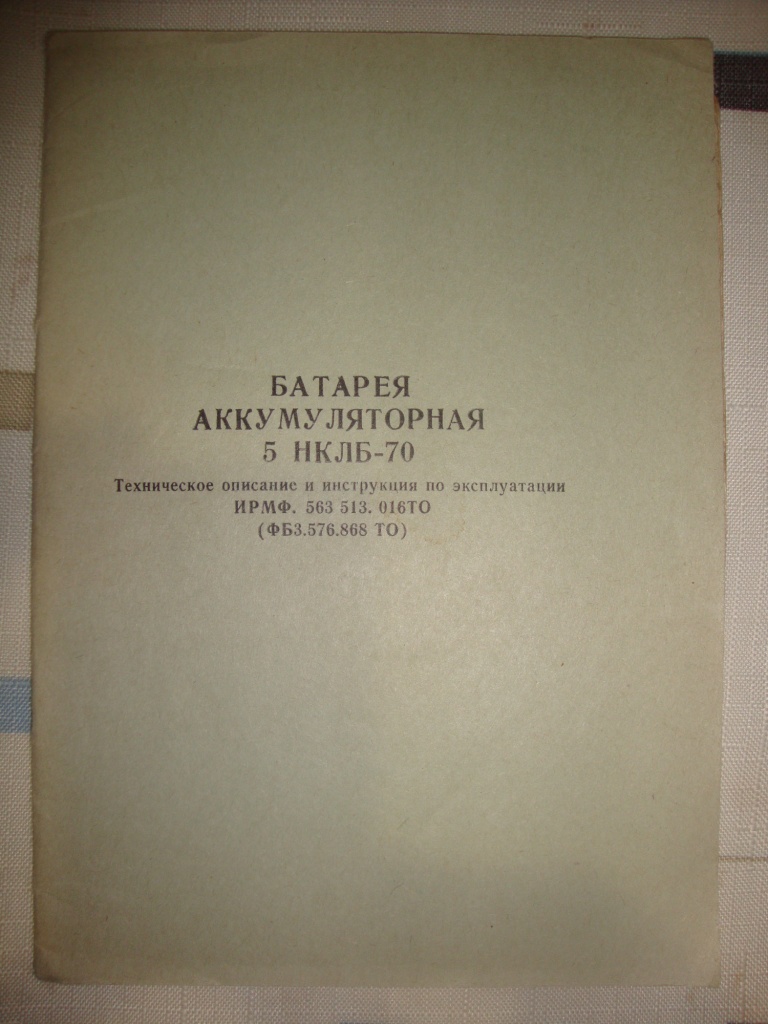 БАТАРЕЯ
АККУМУЛЯТОРНАЯ
5 НКЛБ-70
Техническое описание и инструкция по эксплуатации
ИРМФ. 563 513. 016ТО
(ФБ3.576.868 ТО)